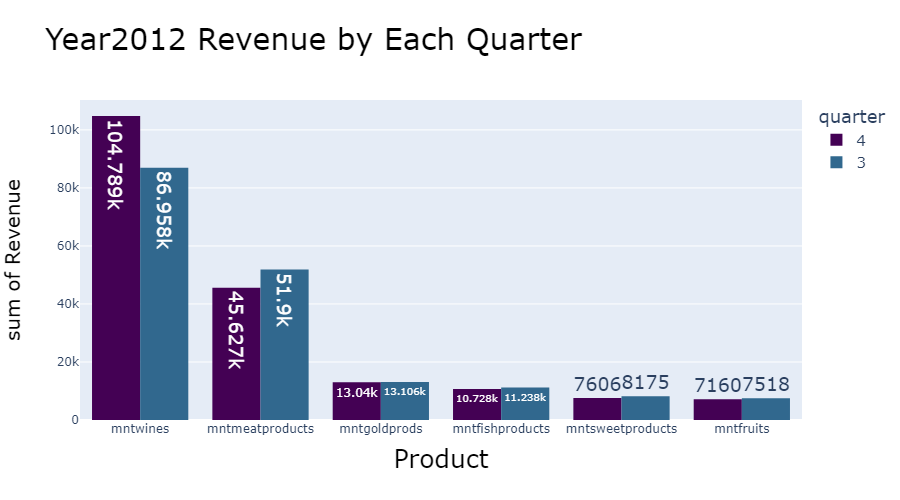 Year2012 Revenue by Each Quarter
quarter
4
3
sum of Revenue
100k
80k
60k
40k
20k
0
104.789k
86.958k
45.627k
51.9k
13.04k
13.106k
10.728k
11.238k
7606
8175
7160
7518
mntwines
mntmeatproducts
mntgoldprods
mntfishproducts
mntsweetproducts
mntfruits
Product